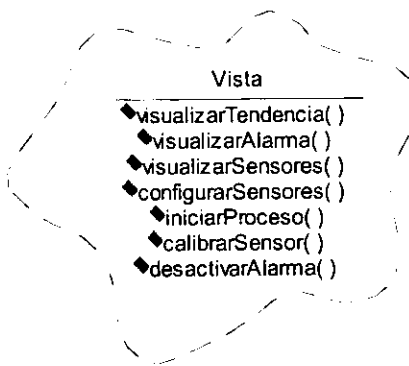 Vista
visualizarTendencia( )
visualizarAlarma( )
visualizarSensores( )
configurarSensores( )
iniciarProceso( )
calibrarSensor( )
desactivarAlarma( )